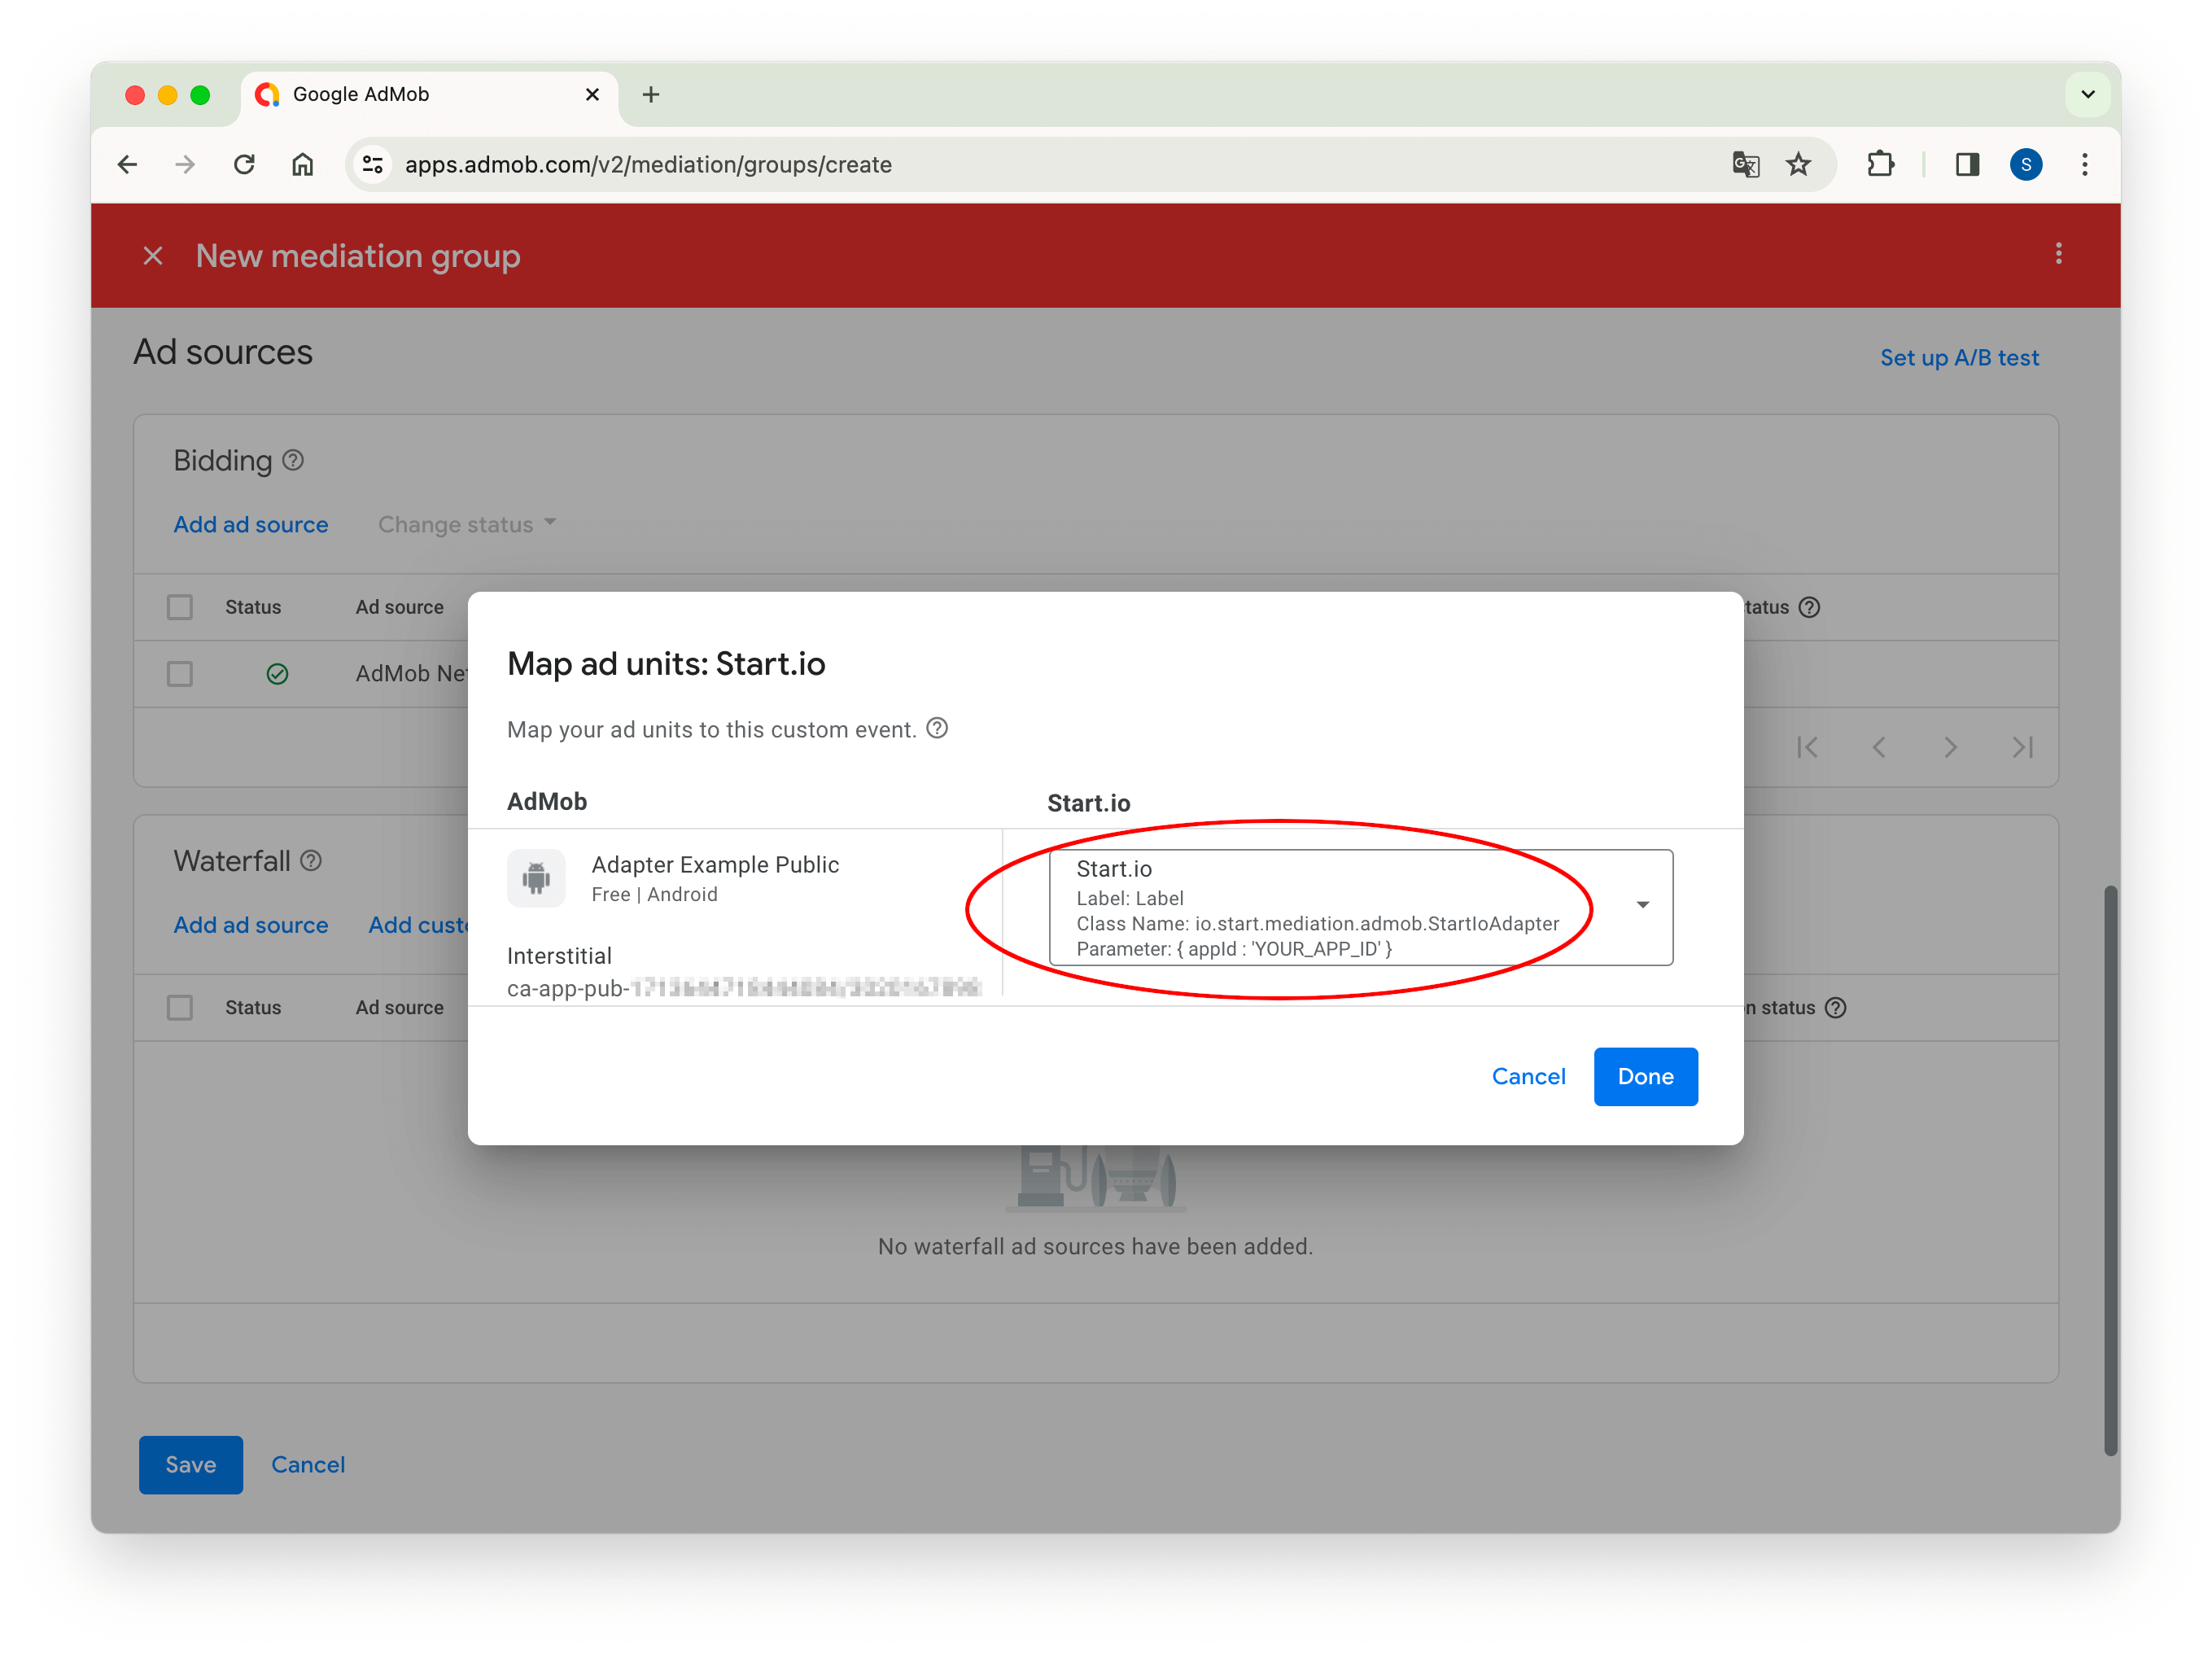 Google AdMob
apps.admob.com/v2/mediation/groups/create
S
New mediation group
Ad sources
Set up A/B test
Bidding
Add ad source Change status
Status Ad source tatus
AdMob Net
Map ad units: Start.io
Map your ad units to this custom event.
AdMob Start.io
Adapter Example Public
Free | Android
Interstitial
ca-app-pub-
Start.io
Label: Label
Class Name: io.start.mediation.admob.StartIoAdapter
Parameter: { appId : 'YOUR_APP_ID' }
Cancel Done
Waterfall
Add ad source Add custo
Status Ad source n status
No waterfall ad sources have been added.
Save Cancel